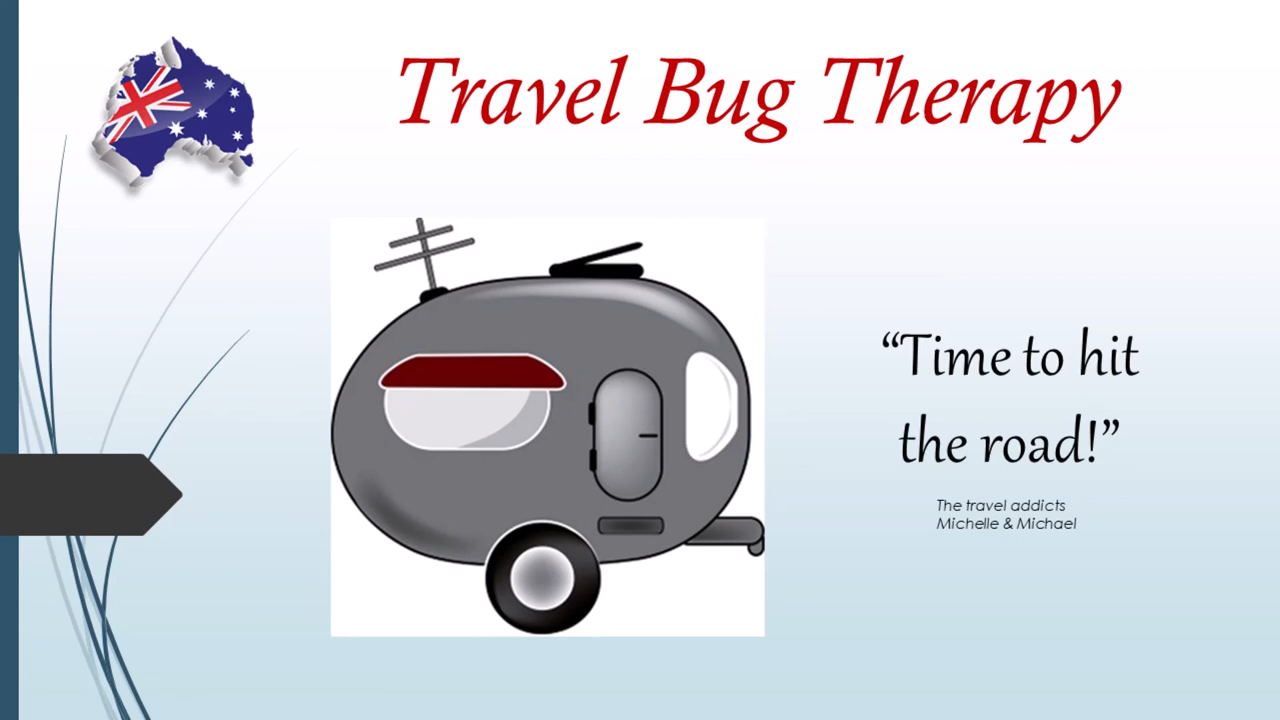 Travel Bug Therapy
“Time to hit
the road!”
The travel addicts
Michelle & Michael